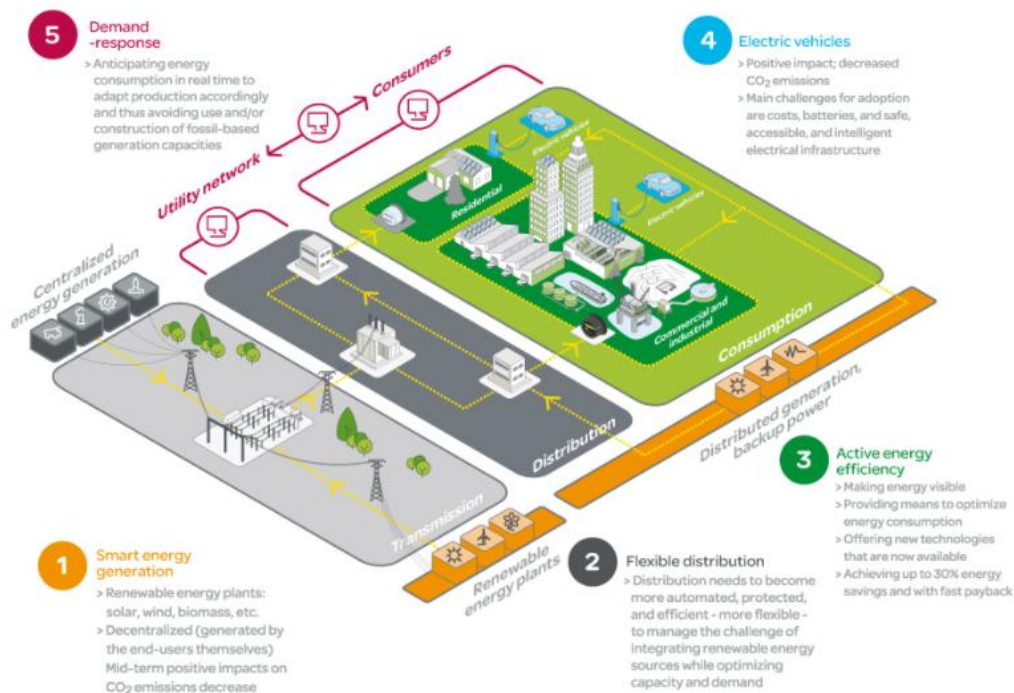 5
Demand
-response
> Anticipating energy
consumption in real time to
adapt production accordingly
and thus avoiding use and/or
construction of fossil-based
generation capacities
4
Electric vehicles
> Positive impact; decreased
CO2 emissions
> Main challenges for adoption
are costs, batteries, and safe,
accessible, and intelligent
electrical infrastructure
Consumers
Utility network
Electric vehicles
Residential
Electric vehicles
Commercial and
industrial
Consumption
Centralized
energy generation
Distribution
Transmission
Distributed generation,
backup power
Renewable
energy plants
3
Active energy
efficiency
> Making energy visible
> Providing means to optimize
energy consumption
> Offering new technologies
that are now available
> Achieving up to 30% energy
savings and with fast payback
1
Smart energy
generation
> Renewable energy plants:
solar, wind, biomass, etc.
> Decentralized (generated by
the end-users themselves)
Mid-term positive impacts on
CO2 emissions decrease
2
Flexible distribution
> Distribution needs to become
more automated, protected,
and efficient - more flexible -
to manage the challenge of
integrating renewable energy
sources while optimizing
capacity and demand